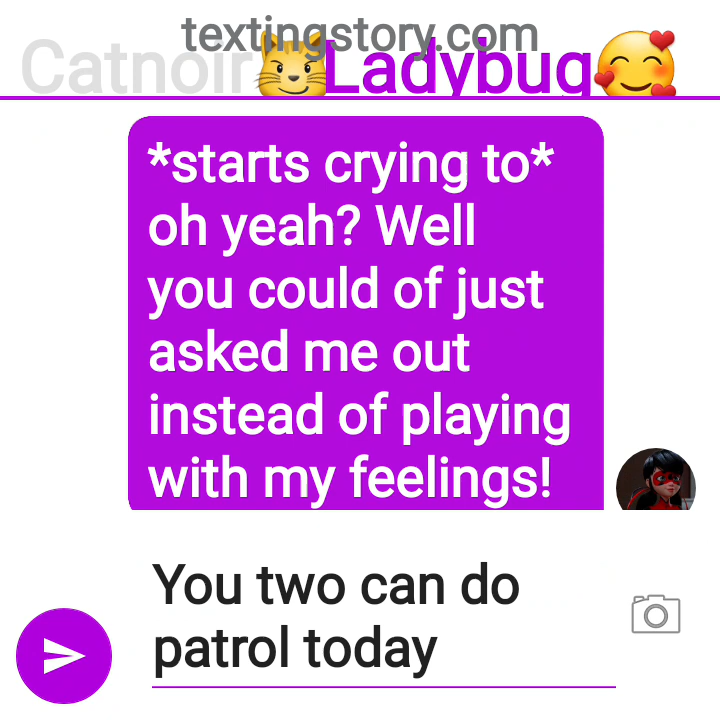 textingstory.com
Catnoir😼Ladybug🥰
*starts crying to*
oh yeah? Well
you could of just
asked me out
instead of playing
with my feelings!
You two can do
patrol today